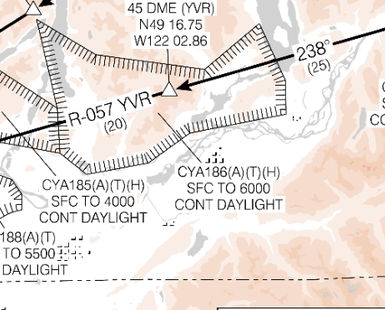 45 DME (YVR)
N49 16.75
W122 02.86
238°
(25)
R-057 YVR
(20)
CYA185(A)(T)(H)
SFC TO 4000
CONT DAYLIGHT
CYA186(A)(T)(H)
SFC TO 6000
CONT DAYLIGHT
188(A)(T)
TO 5500
DAYLIGHT